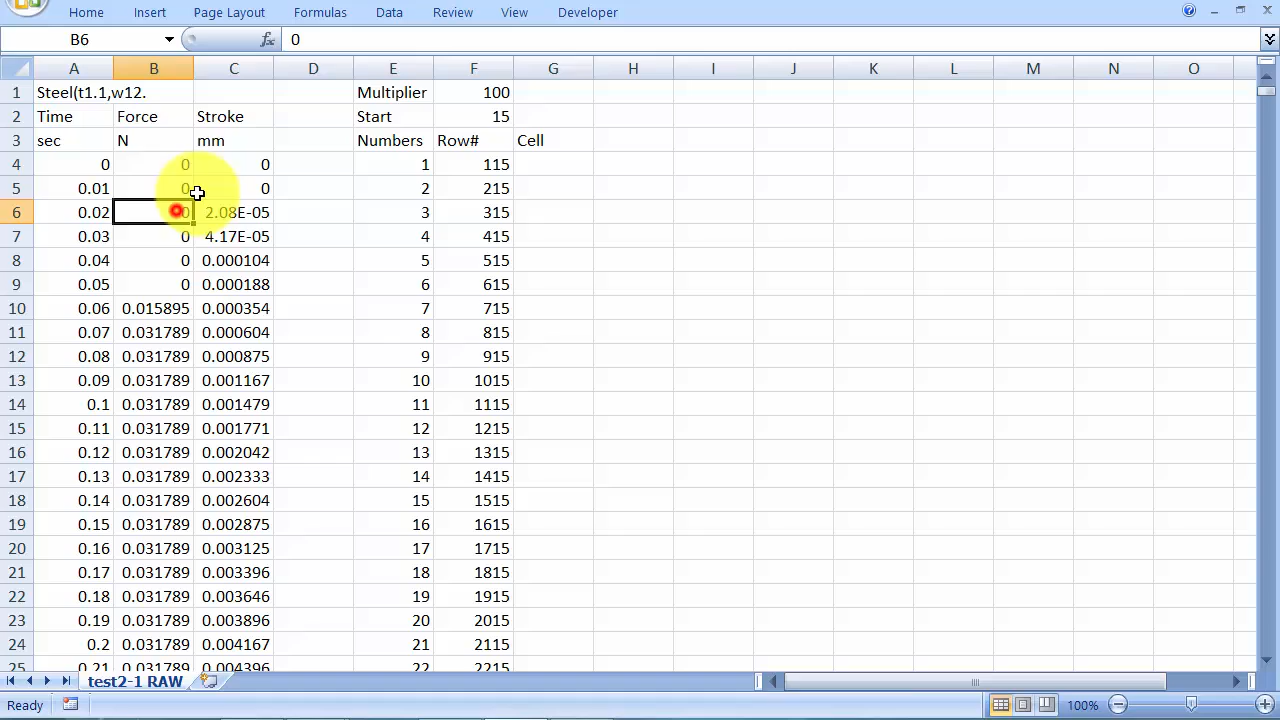 Home Insert Page Layout Formulas Data Review View Developer
B6 fx 0
A B C D E F G H I J K L M N O
1 Steel(t1.1,w12. Multiplier 100
2 Time Force Stroke Start 15
3 sec N mm Numbers Row# Cell
4 0 0 0 1 115
5 0.01 0 0 2 215
6 0.02 0 2.08E-05 3 315
7 0.03 0 4.17E-05 4 415
8 0.04 0 0.000104 5 515
9 0.05 0 0.000188 6 615
10 0.06 0.015895 0.000354 7 715
11 0.07 0.031789 0.000604 8 815
12 0.08 0.031789 0.000875 9 915
13 0.09 0.031789 0.001167 10 1015
14 0.1 0.031789 0.001479 11 1115
15 0.11 0.031789 0.001771 12 1215
16 0.12 0.031789 0.002042 13 1315
17 0.13 0.031789 0.002333 14 1415
18 0.14 0.031789 0.002604 15 1515
19 0.15 0.031789 0.002875 16 1615
20 0.16 0.031789 0.003125 17 1715
21 0.17 0.031789 0.003396 18 1815
22 0.18 0.031789 0.003646 19 1915
23 0.19 0.031789 0.003896 20 2015
24 0.2 0.031789 0.004167 21 2115
25 0.21 0.031789 0.004396 22 2215
test2-1 RAW
Ready 100%